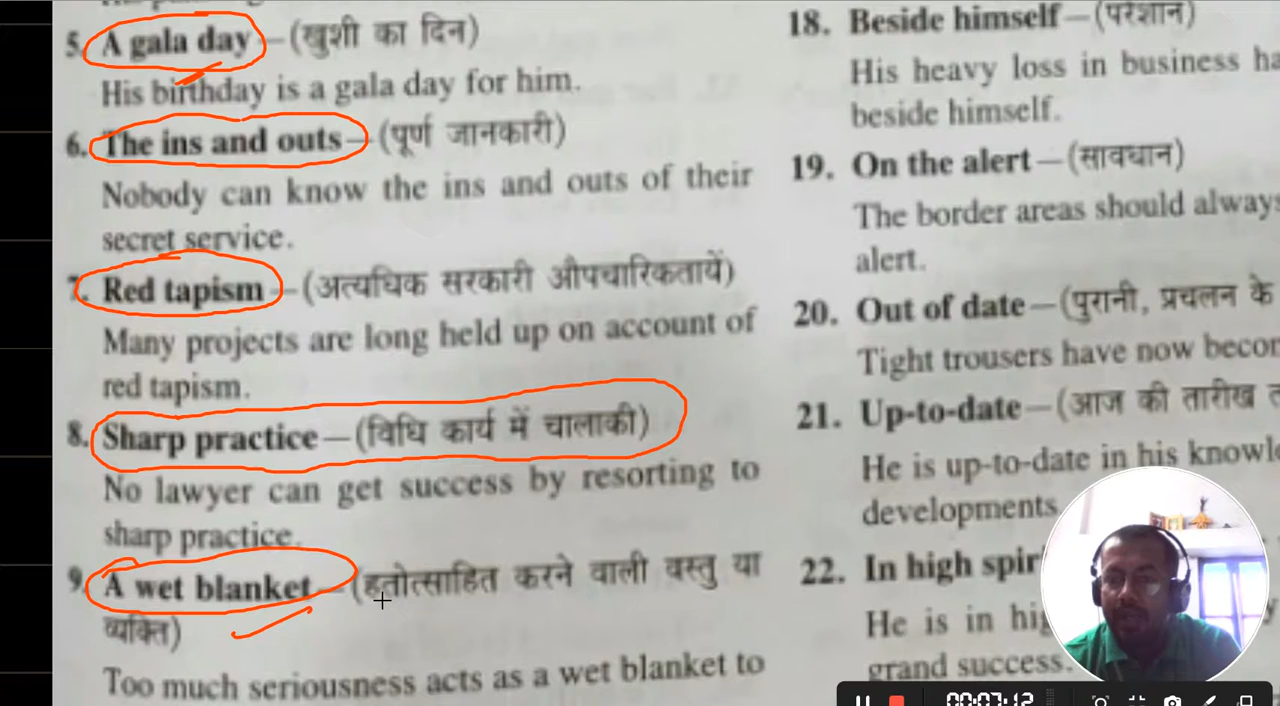 5. A gala day—(खुशी का दिन)
His birthday is a gala day for him.
6. The ins and outs—(पूर्ण जानकारी)
Nobody can know the ins and outs of their
secret service.
7. Red tapism—(अत्यधिक सरकारी औपचारिकतायें)
Many projects are long held up on account of
red tapism.
8. Sharp practice—(विधि कार्य में चालाकी)
No lawyer can get success by resorting to
sharp practice.
9. A wet blanket—(हतोत्साहित करने वाली वस्तु या
व्यक्ति)
Too much seriousness acts as a wet blanket to
18. Beside himself—(परेशान)
His heavy loss in business
beside himself.
19. On the alert—(सावधान)
The border areas should always
alert.
20. Out of date—(पुरानी, प्रचलन के
Tight trousers have now
21. Up-to-date—(आज की तारीख
He is up-to-date in his
developments.
22. In high
He is in
grand success.
00:07:12